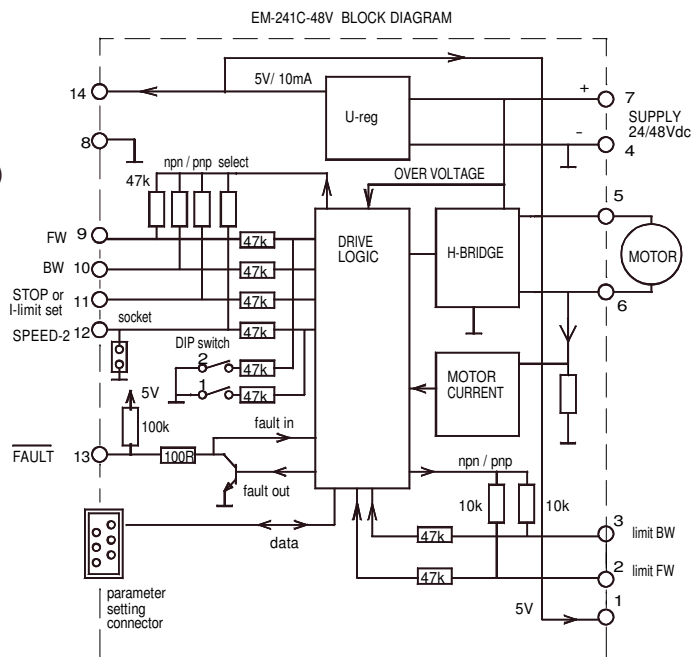 EM-241C-48V BLOCK DIAGRAM
14
5V/ 10mA
U-reg
+
7
SUPPLY
24/48Vdc
-
4
8
)
npn / pnp select
47k
OVER VOLTAGE
5
FW 9
47k
DRIVE
LOGIC
H-BRIDGE
MOTOR
BW 10
47k
6
STOP or
I-limit set
11
47k
SPEED-2 12
socket
47k
DIP switch
2
47k
1
47k
MOTOR
CURRENT
5V
100k
fault in
FAULT 13
100R
fault out
npn / pnp
10k
10k
3 limit BW
47k
data
2 limit FW
47k
parameter
setting
connector
5V
1